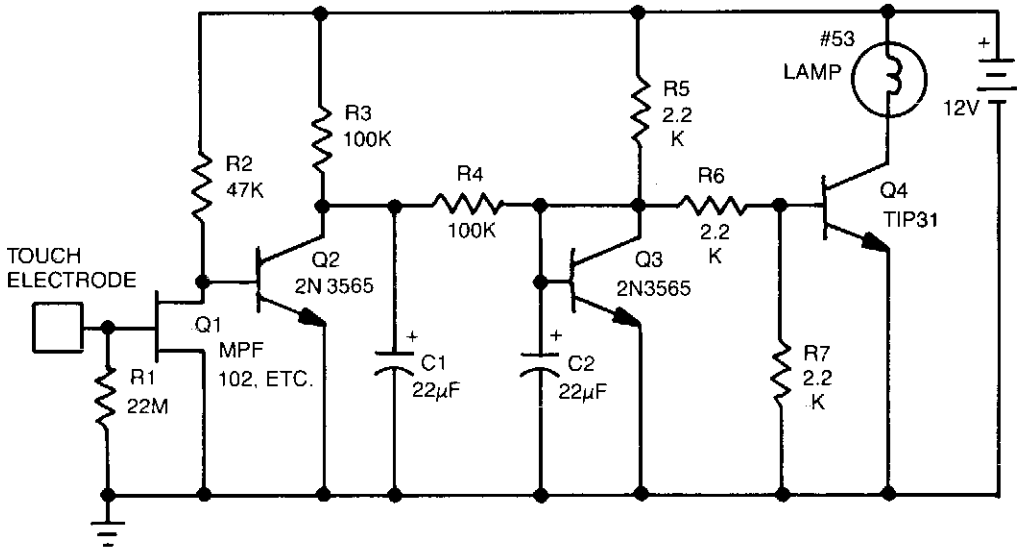 #53
LAMP
+
12V
R5
2.2
K
R3
100K
R2
47K
R4
100K
R6
2.2
K
Q4
TIP31
TOUCH
ELECTRODE
Q2
2N3565
Q3
2N3565
Q1
MPF
102, ETC.
R1
22M
+
C1
22μF
+
C2
22μF
R7
2.2
K